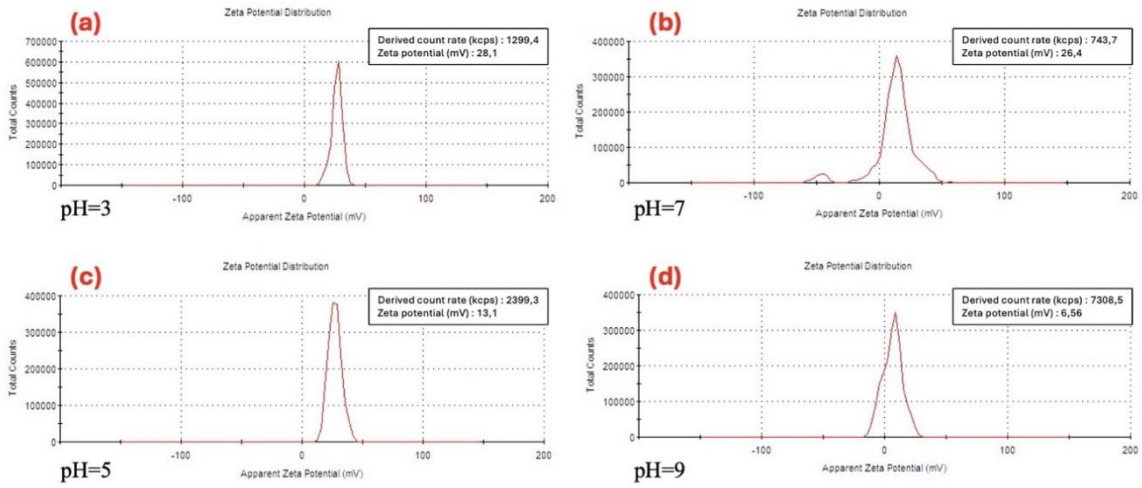 (a)
Zeta Potential Distribution
Derived count rate (kcps) : 1299,4
Zeta potential (mV) : 28,1
Total Counts
700000
600000
500000
400000
300000
200000
100000
0
-100
0
100
200
Apparent Zeta Potential (mV)
pH=3
(b)
Zeta Potential Distribution
Derived count rate (kcps) : 743,7
Zeta potential (mV) : 26,4
Total Counts
400000
300000
200000
100000
0
-100
0
100
200
Apparent Zeta Potential (mV)
pH=7
(c)
Zeta Potential Distribution
Derived count rate (kcps) : 2399,3
Zeta potential (mV) : 13,1
Total Counts
400000
300000
200000
100000
0
-100
0
100
200
Apparent Zeta Potential (mV)
pH=5
(d)
Zeta Potential Distribution
Derived count rate (kcps) : 7308,5
Zeta potential (mV) : 6,56
Total Counts
400000
300000
200000
100000
0
-100
0
100
200
Apparent Zeta Potential (mV)
pH=9